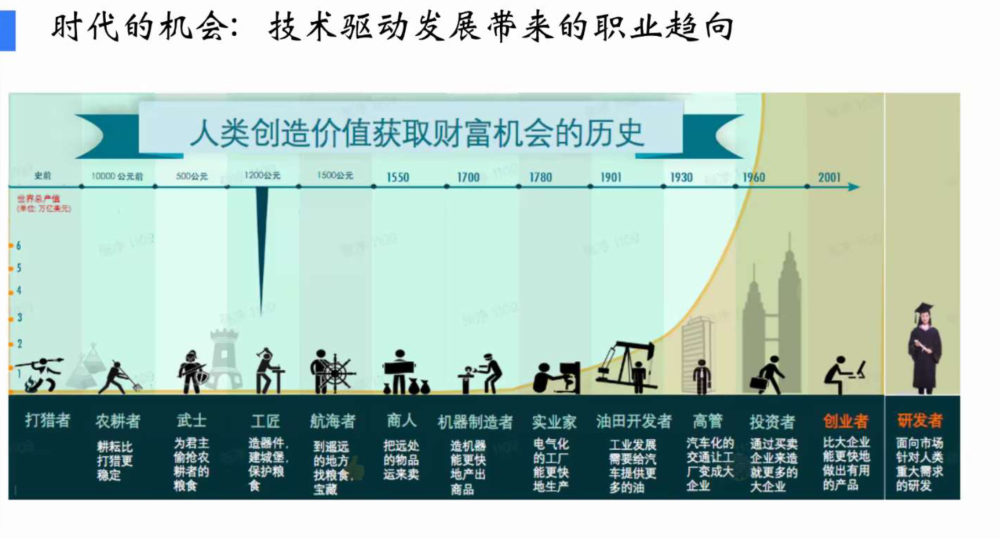 时代的机会：技术驱动发展带来的职业趋向
人类创造价值获取财富机会的历史
史前
10000 公元前
500公元
1200公元
1500公元
1550
1700
1780
1901
1930
1960
2001
世界总产值
(单位: 万亿美元)
6
5
4
3
2
1
打猎者
农耕者
耕耘比
打猎更
稳定
武士
为君主
偷抢农
耕者的
粮食
工匠
造器件，
建城堡，
保护粮
食
航海者
到遥远
的地方
找粮食，
宝藏
商人
把远处
的物品
运来卖
机器制造者
造机器
能更快
地产出
商品
实业家
电气化
的工厂
能更快
地生产
油田开发者
工业发展
需要给汽
车提供更
多的油
高管
汽车化的
交通让工
厂变成大
企业
投资者
通过买卖
企业来造
就更多的
大企业
创业者
比大企业
能更快地
做出有用
的产品
研发者
面向市场
针对人类
重大需求
的研发